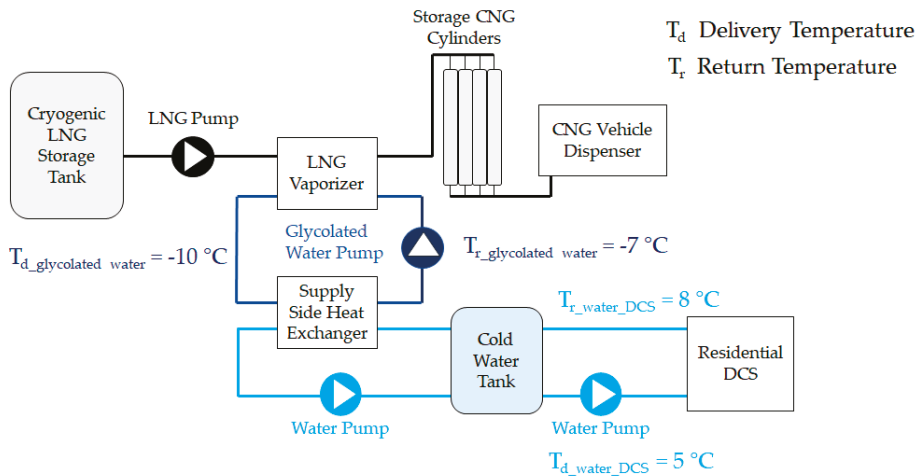 Storage CNG
Cylinders
T_d Delivery Temperature
T_r Return Temperature
Cryogenic
LNG
Storage
Tank
LNG Pump
CNG Vehicle
Dispenser
LNG
Vaporizer
Glycolated
Water Pump
T_d_glycolated water = -10 °C
T_r_glycolated water = -7 °C
Supply
Side Heat
Exchanger
T_r_water_DCS = 8 °C
Cold
Water
Tank
Residential
DCS
Water Pump
Water Pump
T_d_water_DCS = 5 °C